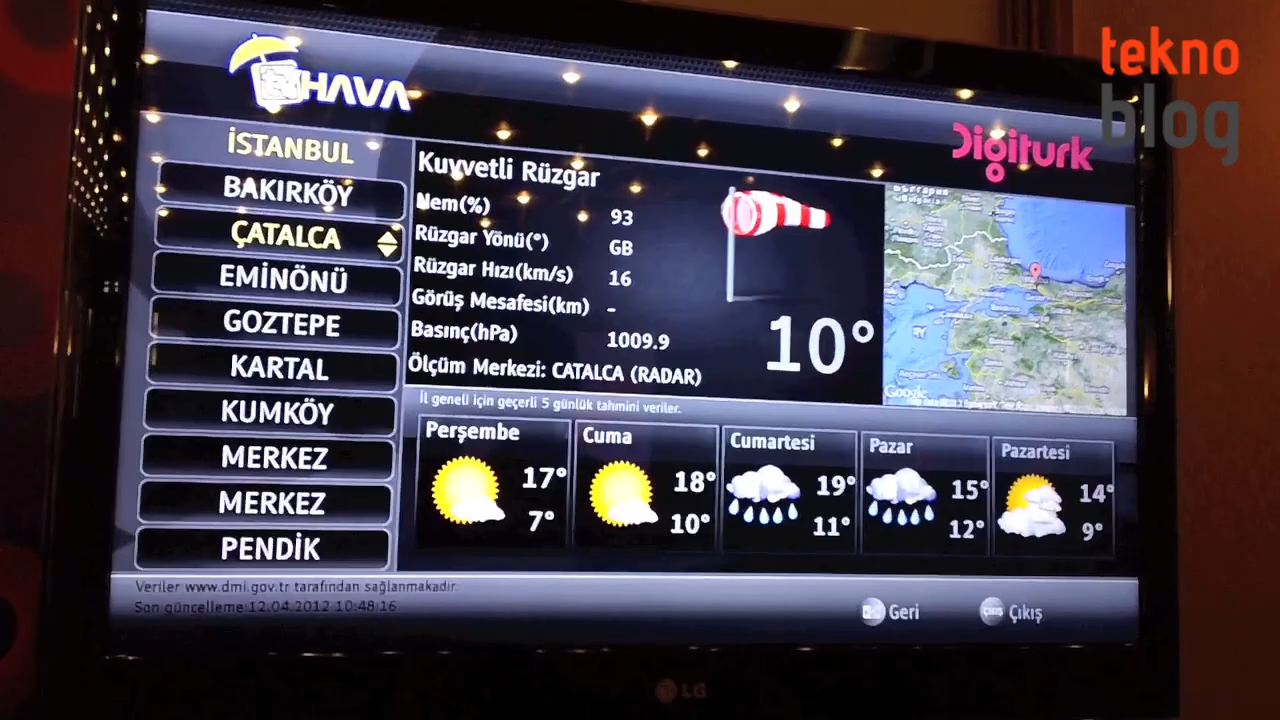 tekno
blog
HAVA
Digiturk
İSTANBUL
BAKIRKÖY
ÇATALCA
EMİNÖNÜ
GOZTEPE
KARTAL
KUMKÖY
MERKEZ
MERKEZ
PENDİK
Kuvvetli Rüzgar
Nem(%) 93
Rüzgar Yönü(°) GB
Rüzgar Hızı(km/s) 16
Görüş Mesafesi(km) -
Basınç(hPa) 1009.9
Ölçüm Merkezi: CATALCA (RADAR)
10°
Google
İl geneli için geçerli 5 günlük tahmini veriler.
Perşembe 17° 7°
Cuma 18° 10°
Cumartesi 19° 11°
Pazar 15° 12°
Pazartesi 14° 9°
Veriler www.dmi.gov.tr tarafından sağlanmakadır.
Son güncelleme:12.04.2012 10:48:16
Geri
ÇIKIŞ Çıkış
LG